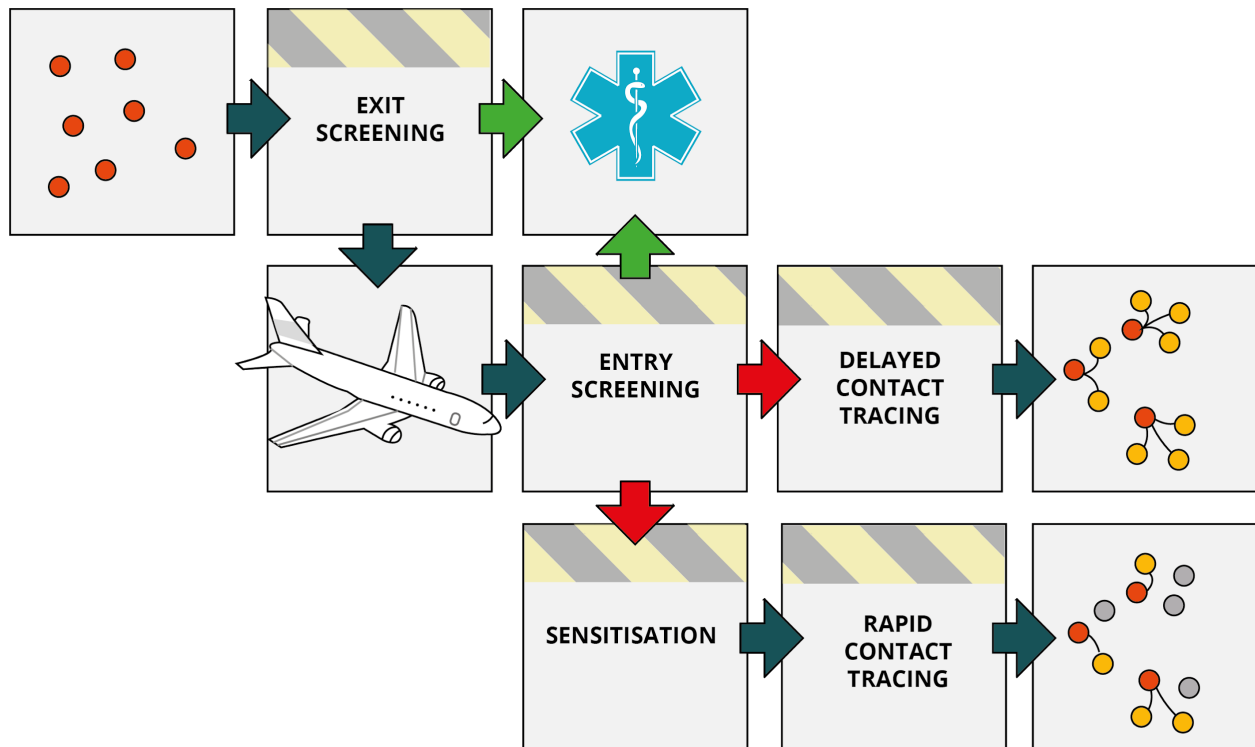 EXIT
SCREENING
ENTRY
SCREENING
DELAYED
CONTACT
TRACING
SENSITISATION
RAPID
CONTACT
TRACING